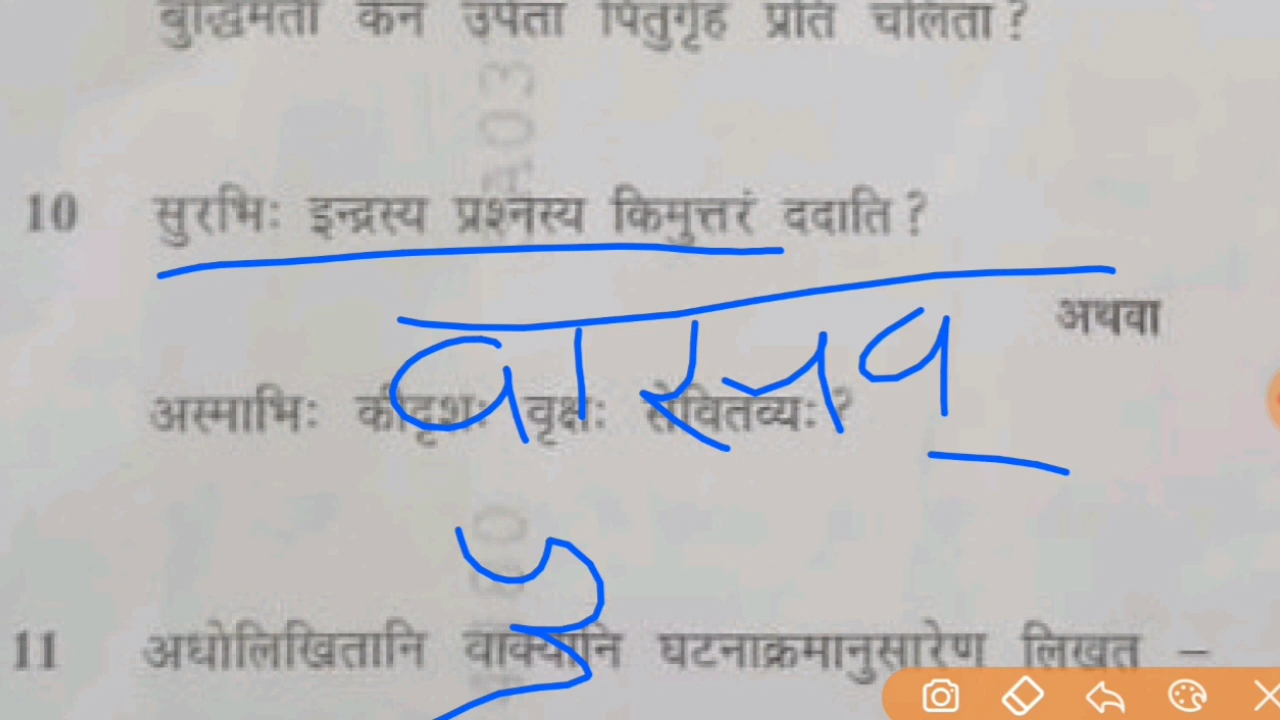 बुद्धिमती केन उपेता पितुर्गृहं प्रति चलिता ?
10 सुरभिः इन्द्रस्य प्रश्नस्य किमुत्तरं ददाति ?
वासव
अथवा
अस्माभिः कीदृशः वृक्षः सेवितव्यः ?
11 अधोलिखितानि वाक्यानि घटनाक्रमानुसारेण लिखत –